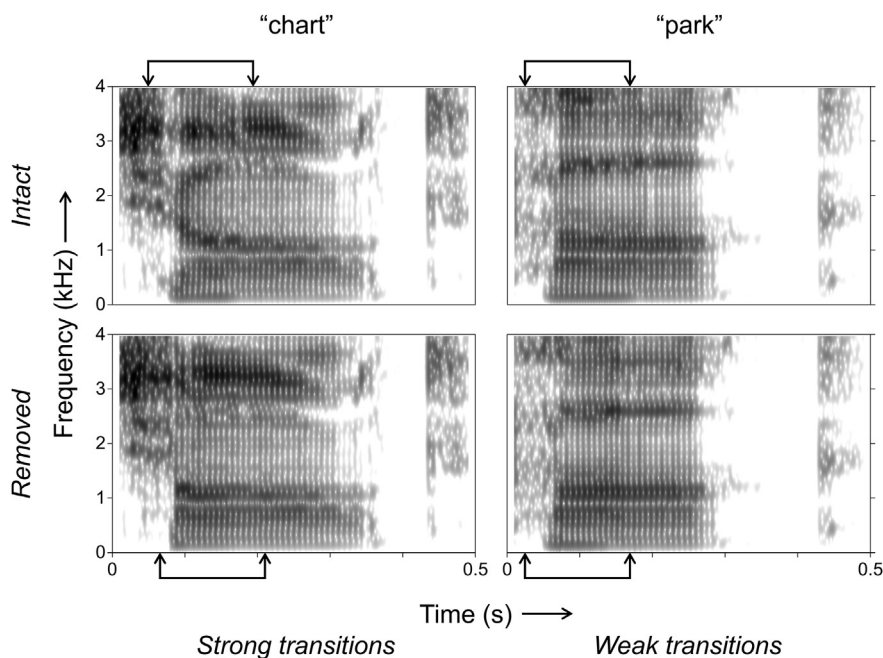 “chart”
“park”
Intact
4
3
2
1
0
Removed
4
3
2
1
0
Frequency (kHz)
0
0.5
0
0.5
Time (s)
Strong transitions
Weak transitions